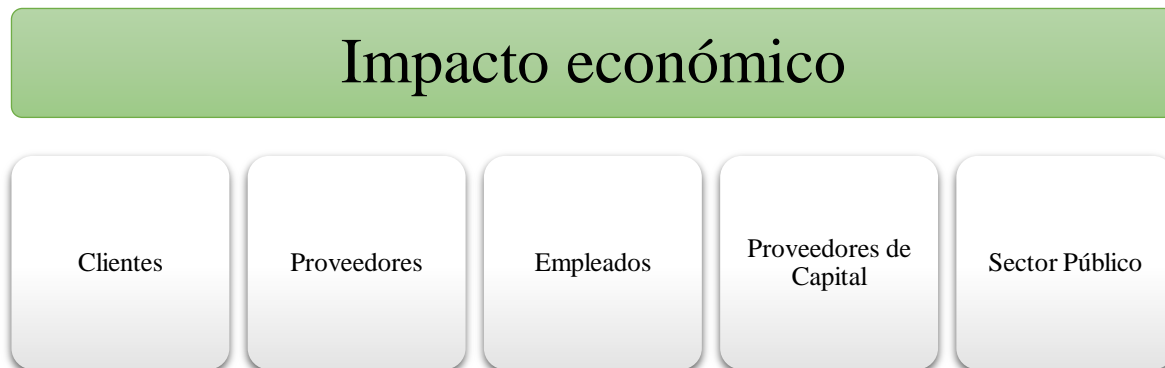 Impacto económico
Clientes
Proveedores
Empleados
Proveedores de
Capital
Sector Público